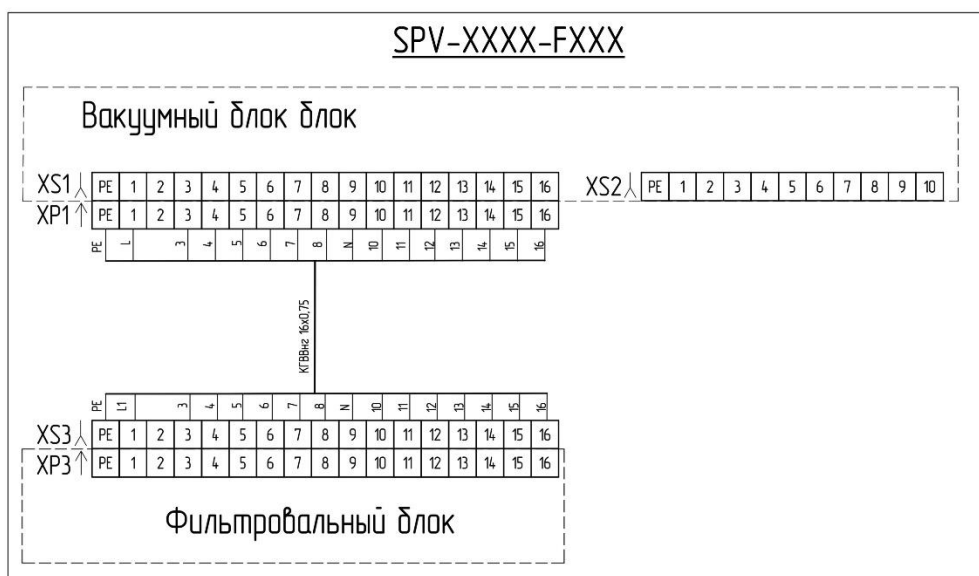 SPV-XXXX-FXXX
Вакуумный блок блок
XS1 PE 1 2 3 4 5 6 7 8 9 10 11 12 13 14 15 16
XS2 PE 1 2 3 4 5 6 7 8 9 10
XP1 PE 1 2 3 4 5 6 7 8 9 10 11 12 13 14 15 16
PE L 3 4 5 6 7 8 N 10 11 12 13 14 15 16
КГВВнг 16х0,75
PE L1 3 4 5 6 7 8 N 10 11 12 13 14 15 16
XS3 PE 1 2 3 4 5 6 7 8 9 10 11 12 13 14 15 16
XP3 PE 1 2 3 4 5 6 7 8 9 10 11 12 13 14 15 16
Фильтровальный блок